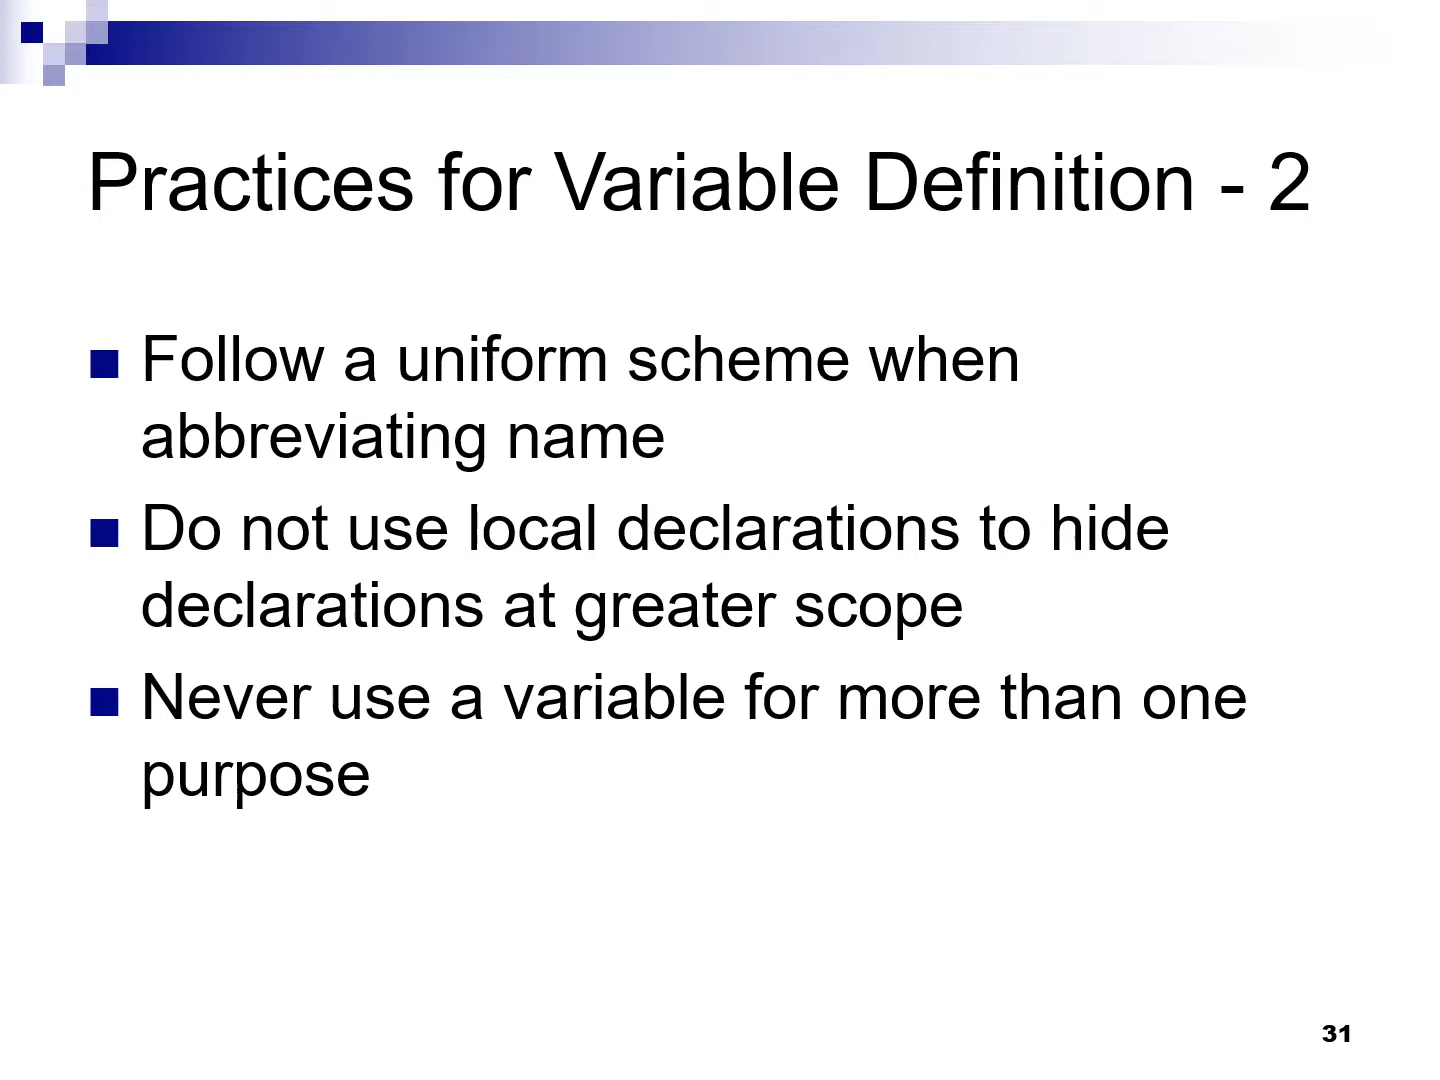 Practices for Variable Definition - 2
Follow a uniform scheme when
abbreviating name
Do not use local declarations to hide
declarations at greater scope
Never use a variable for more than one
purpose
31